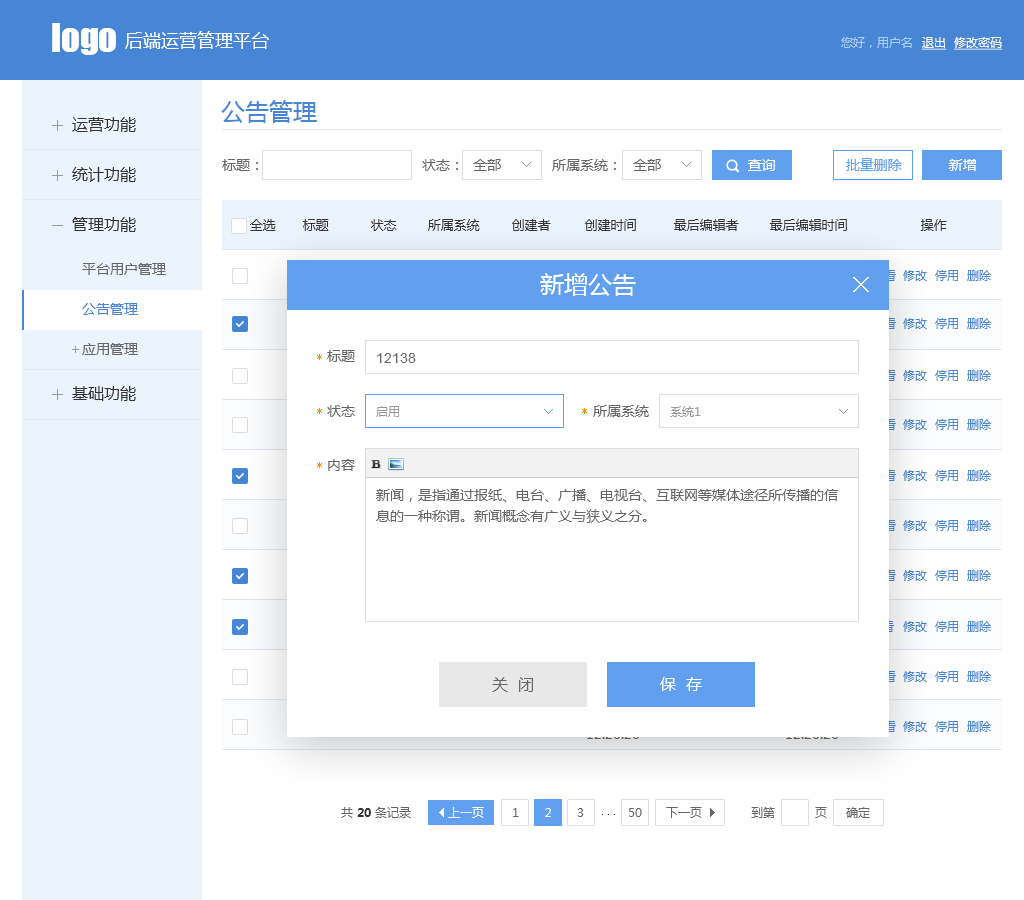 logo 后端运营管理平台
您好，用户名 退出 修改密码
+ 运营功能
+ 统计功能
— 管理功能
平台用户管理
公告管理
+ 应用管理
+ 基础功能
公告管理
标题： 状态： 全部 所属系统： 全部 查询 批量删除 新增
全选 标题 状态 所属系统 创建者 创建时间 最后编辑者 最后编辑时间 操作
修改 停用 删除
修改 停用 删除
修改 停用 删除
修改 停用 删除
修改 停用 删除
修改 停用 删除
修改 停用 删除
修改 停用 删除
修改 停用 删除
修改 停用 删除
新增公告
* 标题 12138
* 状态 启用 * 所属系统 系统1
* 内容 B
新闻，是指通过报纸、电台、广播、电视台、互联网等媒体途径所传播的信
息的一种称谓。新闻概念有广义与狭义之分。
关 闭 保 存
共 20 条记录 上一页 1 2 3 ... 50 下一页 到第 页 确定